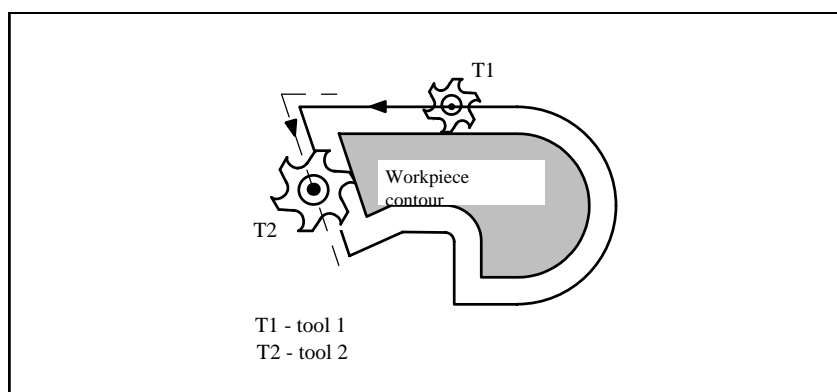 T1
Workpiece
contour
T2
T1 - tool 1
T2 - tool 2